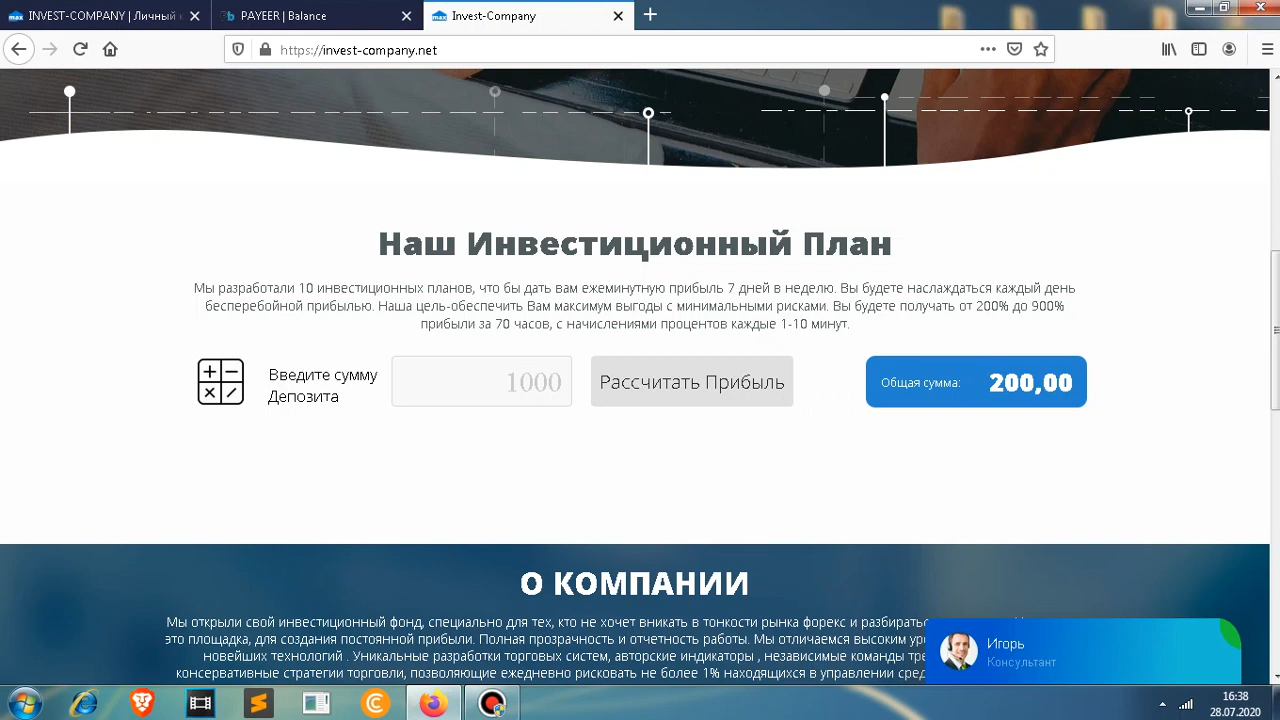 INVEST-COMPANY | Личный
PAYEER | Balance
Invest-Company
https://invest-company.net
Наш Инвестиционный План
Мы разработали 10 инвестиционных планов, что бы дать вам ежеминутную прибыль 7 дней в неделю. Вы будете наслаждаться каждый день
бесперебойной прибылью. Наша цель-обеспечить Вам максимум выгоды с минимальными рисками. Вы будете получать от 200% до 900%
прибыли за 70 часов, с начислениями процентов каждые 1-10 минут.
Введите сумму
Депозита
1000
Рассчитать Прибыль
Общая сумма:
200,00
О КОМПАНИИ
Мы открыли свой инвестиционный фонд, специально для тех, кто не хочет вникать в тонкости рынка форекс и
это площадка, для создания постоянной прибыли. Полная прозрачность и отчетность работы. Мы отличаемся высоким
новейших технологий . Уникальные разработки торговых систем, авторские индикаторы , независимые команды
консервативные стратегии торговли, позволяющие ежедневно рисковать не более 1% находящихся в управлении
Игорь
Консультант
16:38
28.07.2020